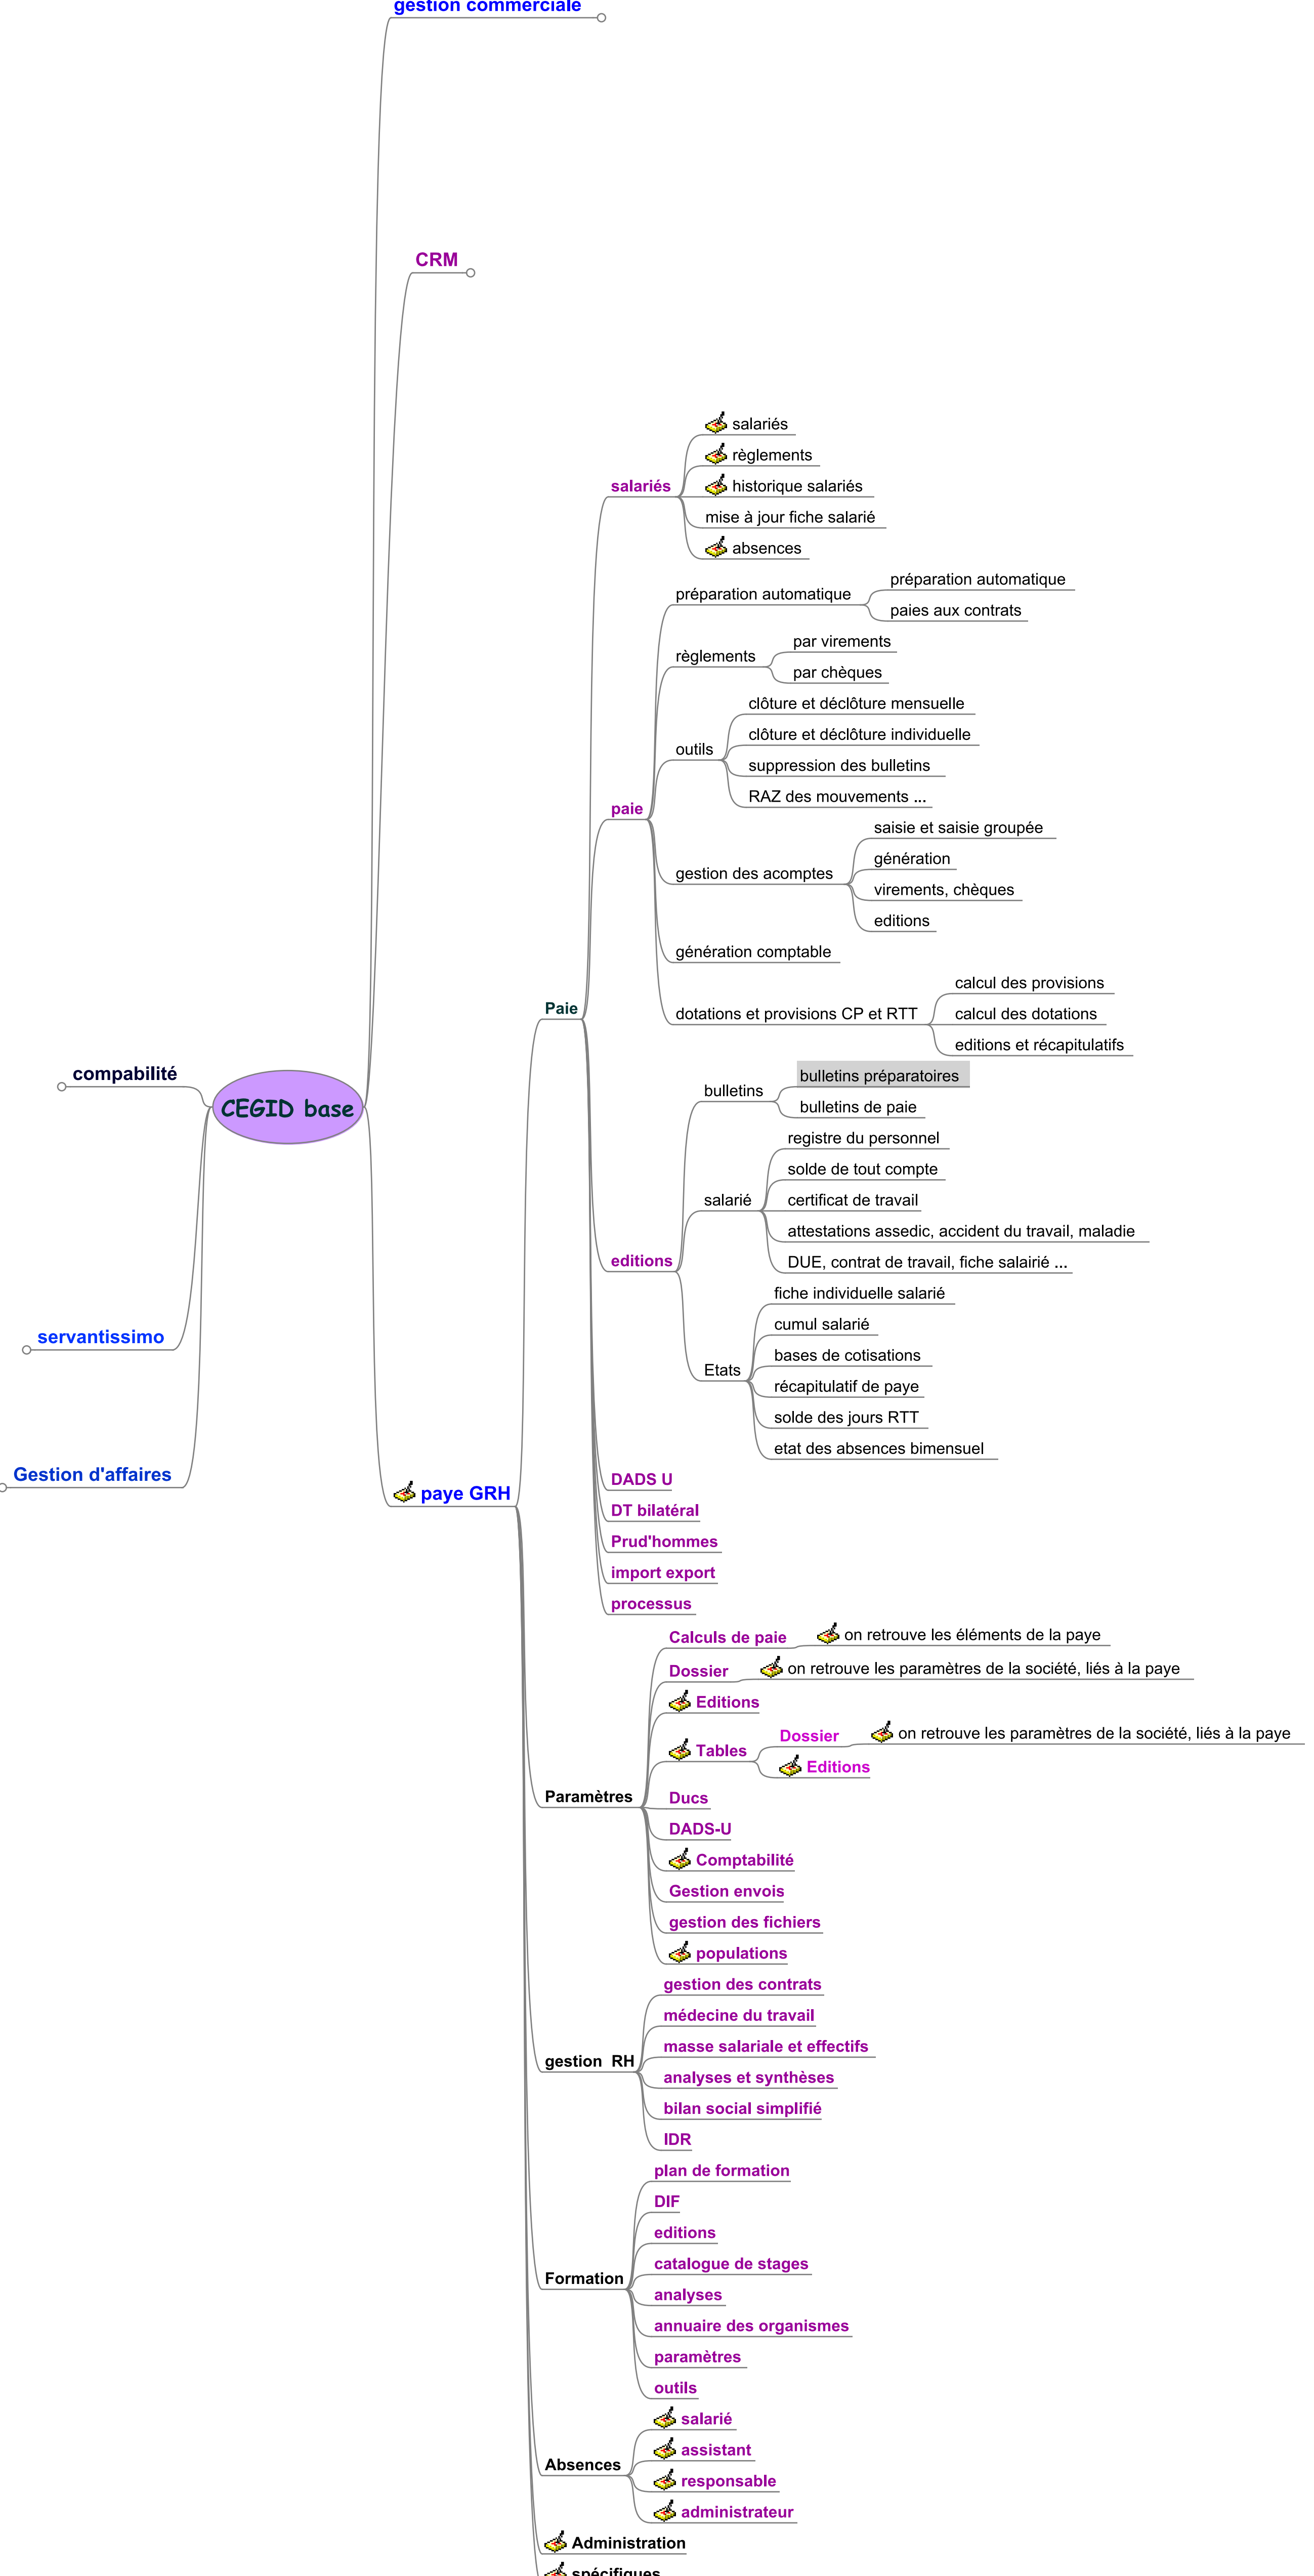 gestion commerciale
CRM
salariés
règlements
salariés
historique salariés
mise à jour fiche salarié
absences
préparation automatique
préparation automatique
paies aux contrats
par virements
règlements
par chèques
clôture et déclôture mensuelle
clôture et déclôture individuelle
outils
suppression des bulletins
RAZ des mouvements ...
paie
saisie et saisie groupée
génération
gestion des acomptes
virements, chèques
editions
génération comptable
calcul des provisions
Paie
dotations et provisions CP et RTT
calcul des dotations
editions et récapitulatifs
compabilité
CEGID base
bulletins préparatoires
bulletins
bulletins de paie
registre du personnel
solde de tout compte
salarié
certificat de travail
attestations assedic, accident du travail, maladie
editions
DUE, contrat de travail, fiche salairié ...
fiche individuelle salarié
cumul salarié
servantissimo
bases de cotisations
Etats
récapitulatif de paye
solde des jours RTT
etat des absences bimensuel
Gestion d'affaires
DADS U
paye GRH
DT bilatéral
Prud'hommes
import export
processus
Calculs de paie
on retrouve les éléments de la paye
Dossier
on retrouve les paramètres de la société, liés à la paye
Editions
Tables
Dossier
on retrouve les paramètres de la société, liés à la paye
Editions
Paramètres
Ducs
DADS-U
Comptabilité
Gestion envois
gestion des fichiers
populations
gestion des contrats
médecine du travail
masse salariale et effectifs
gestion  RH
analyses et synthèses
bilan social simplifié
IDR
plan de formation
DIF
editions
catalogue de stages
Formation
analyses
annuaire des organismes
paramètres
outils
salarié
assistant
Absences
responsable
administrateur
Administration
spécifiques